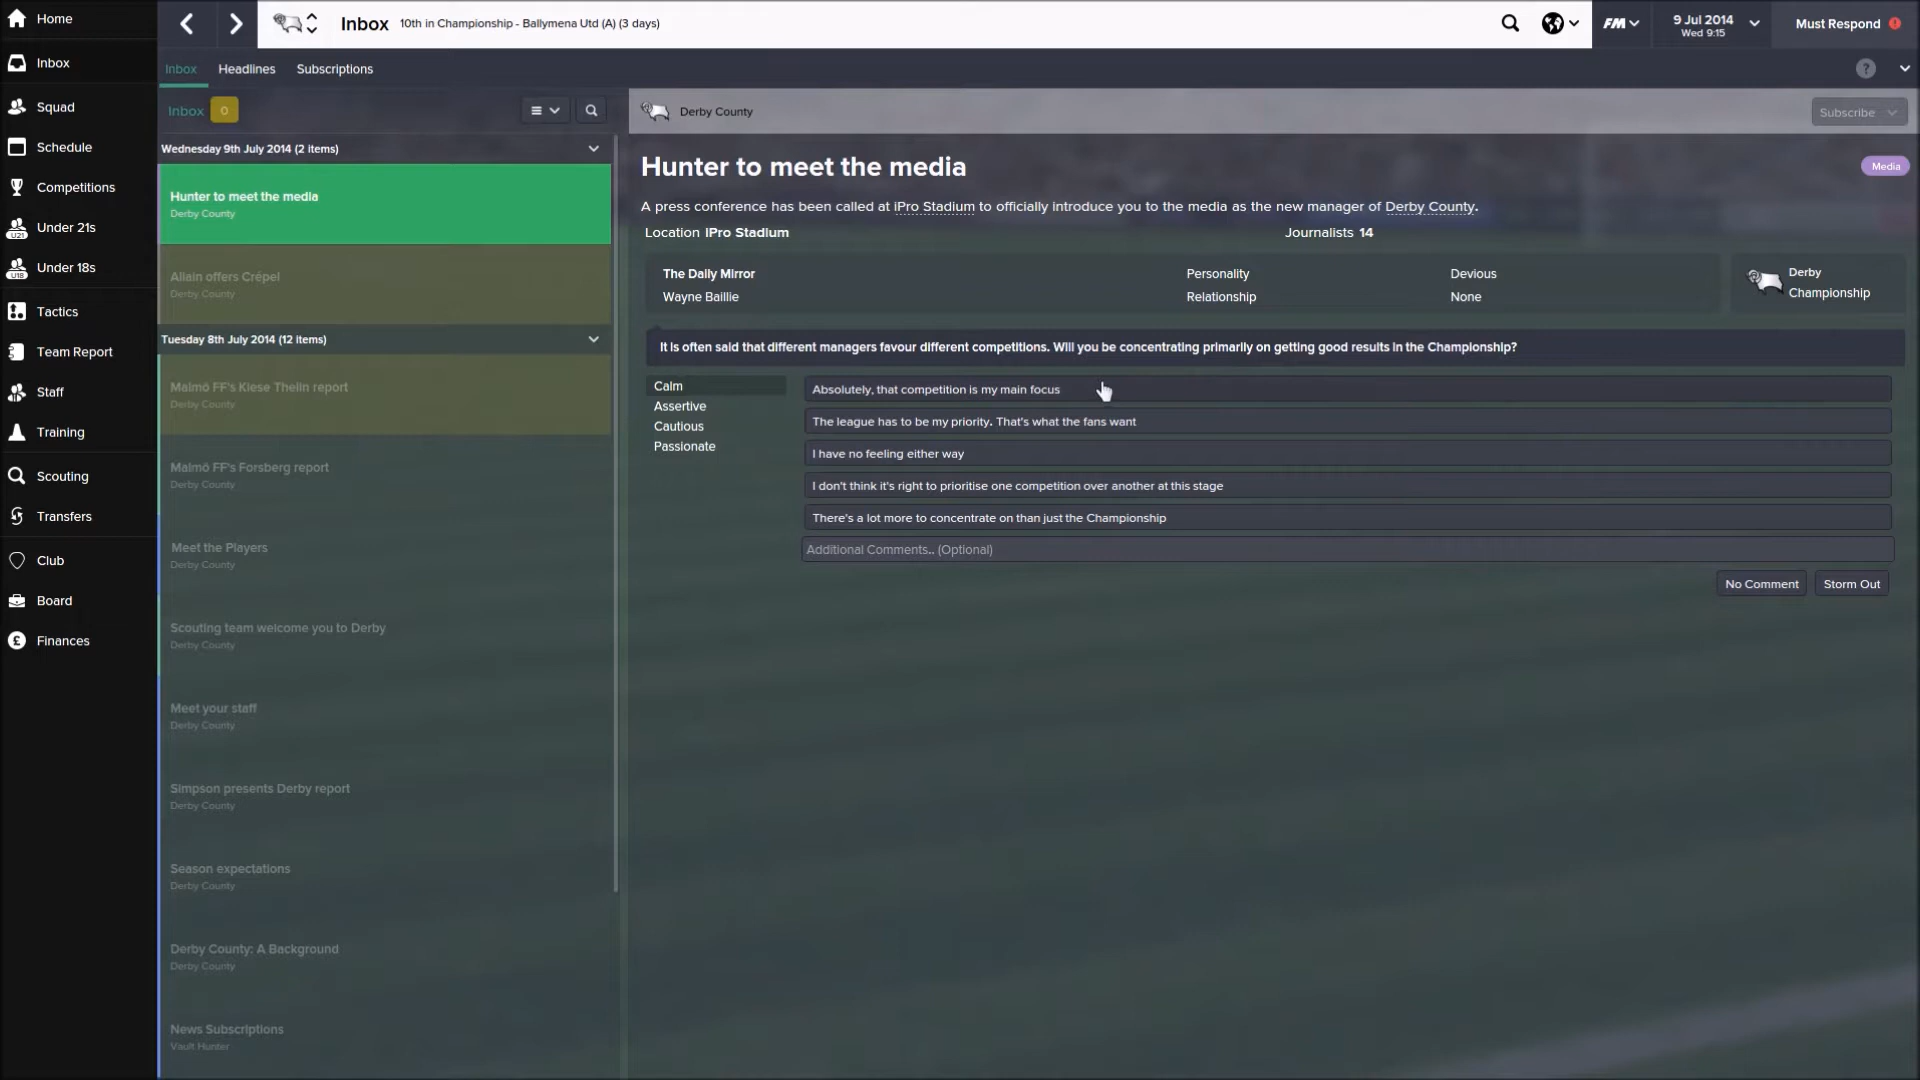 Home
Inbox
Squad
Schedule
Competitions
Under 21s
U21
Under 18s
U18
Tactics
Team Report
Staff
Training
Scouting
Transfers
Club
Board
£ Finances
Inbox 10th in Championship - Ballymena Utd (A) (3 days)
FM
9 Jul 2014
Wed 9:15
Must Respond !
Inbox Headlines Subscriptions
?
Inbox 0
Wednesday 9th July 2014 (2 items)
Hunter to meet the media
Derby County
Allain offers Crépel
Derby County
Tuesday 8th July 2014 (12 items)
Malmö FF's Kiese Thelin report
Derby County
Malmö FF's Forsberg report
Derby County
Meet the Players
Derby County
Scouting team welcome you to Derby
Derby County
Meet your staff
Derby County
Simpson presents Derby report
Derby County
Season expectations
Derby County
Derby County: A Background
Derby County
News Subscriptions
Vault Hunter
Derby County
Subscribe
Hunter to meet the media
Media
A press conference has been called at iPro Stadium to officially introduce you to the media as the new manager of Derby County.
Location iPro Stadium Journalists 14
The Daily Mirror Personality Devious
Wayne Baillie Relationship None
Derby
Championship
It is often said that different managers favour different competitions. Will you be concentrating primarily on getting good results in the Championship?
Calm
Assertive
Cautious
Passionate
Absolutely, that competition is my main focus
The league has to be my priority. That's what the fans want
I have no feeling either way
I don't think it's right to prioritise one competition over another at this stage
There's a lot more to concentrate on than just the Championship
Additional Comments.. (Optional)
No Comment Storm Out